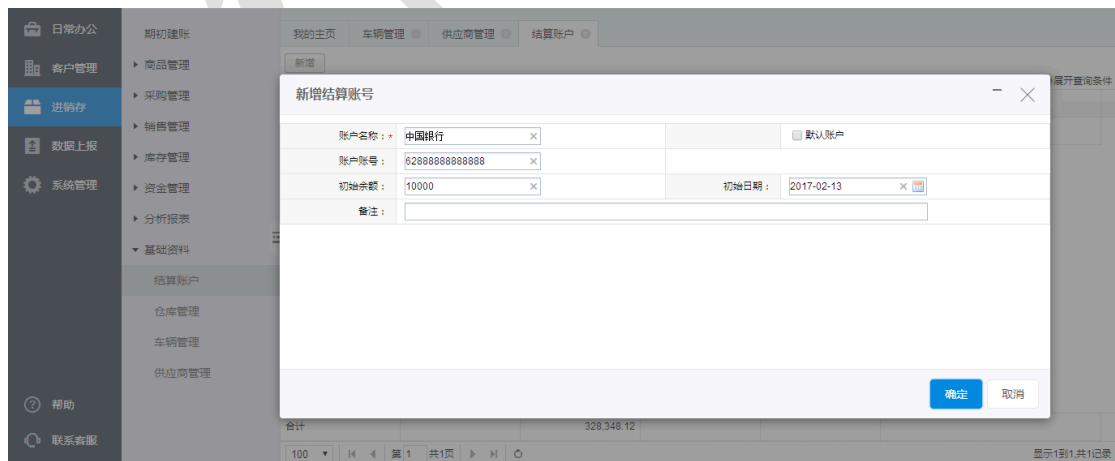 日常办公
客户管理
进销存
数据上报
系统管理
帮助
联系客服
期初建账
商品管理
采购管理
销售管理
库存管理
资金管理
分析报表
基础资料
结算账户
仓库管理
车辆管理
供应商管理
我的主页 车辆管理 供应商管理 结算账户
新增
展开查询条件
新增结算账号
账户名称：* 中国银行 默认账户
账户账号： 62888888888888
初始余额： 10000 初始日期： 2017-02-13
备注：
确定 取消
合计 328,348.12
100 第 1 共1页 显示1到1,共1记录